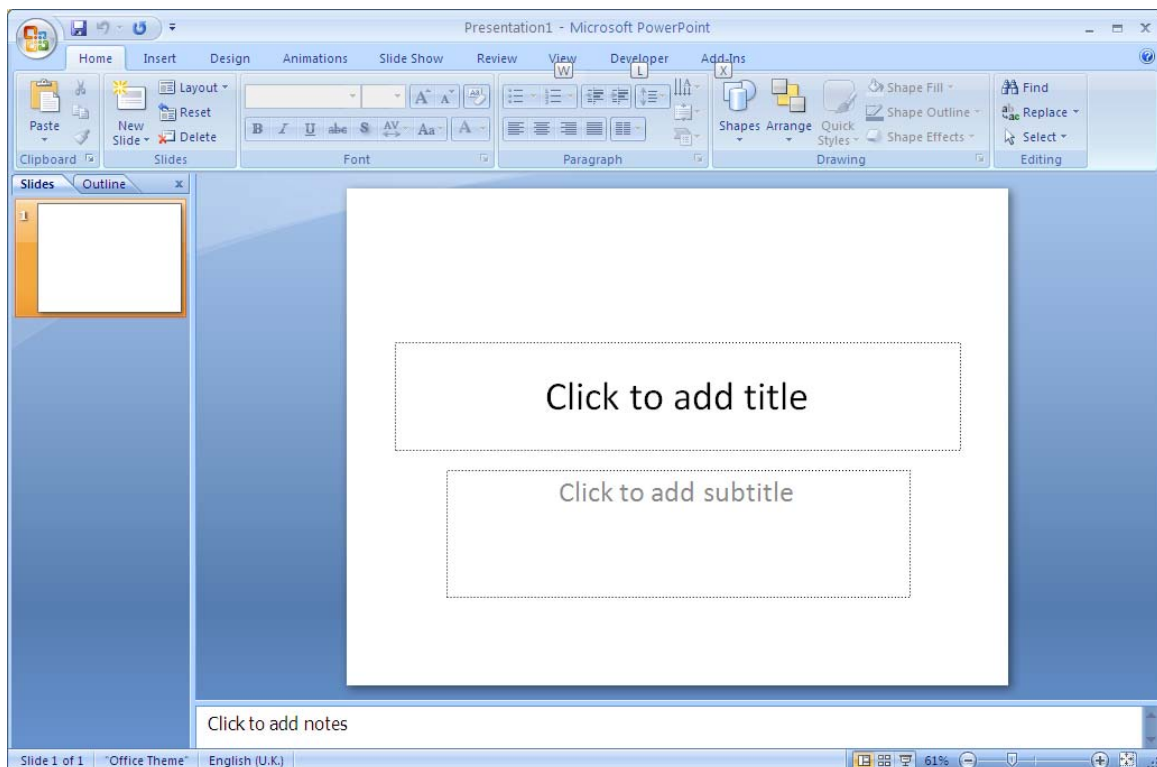 Presentation1 - Microsoft PowerPoint
Home Insert Design Animations Slide Show Review View Developer Add-Ins
W L X
Paste
New Slide
Layout
Reset
Delete
B I U abe S AV Aa A
A A
Shapes Arrange Quick Styles
Shape Fill
Shape Outline
Shape Effects
Find
Replace
Select
Clipboard Slides Font Paragraph Drawing Editing
Slides Outline x
1
Click to add title
Click to add subtitle
Click to add notes
Slide 1 of 1 "Office Theme" English (U.K.) 61%